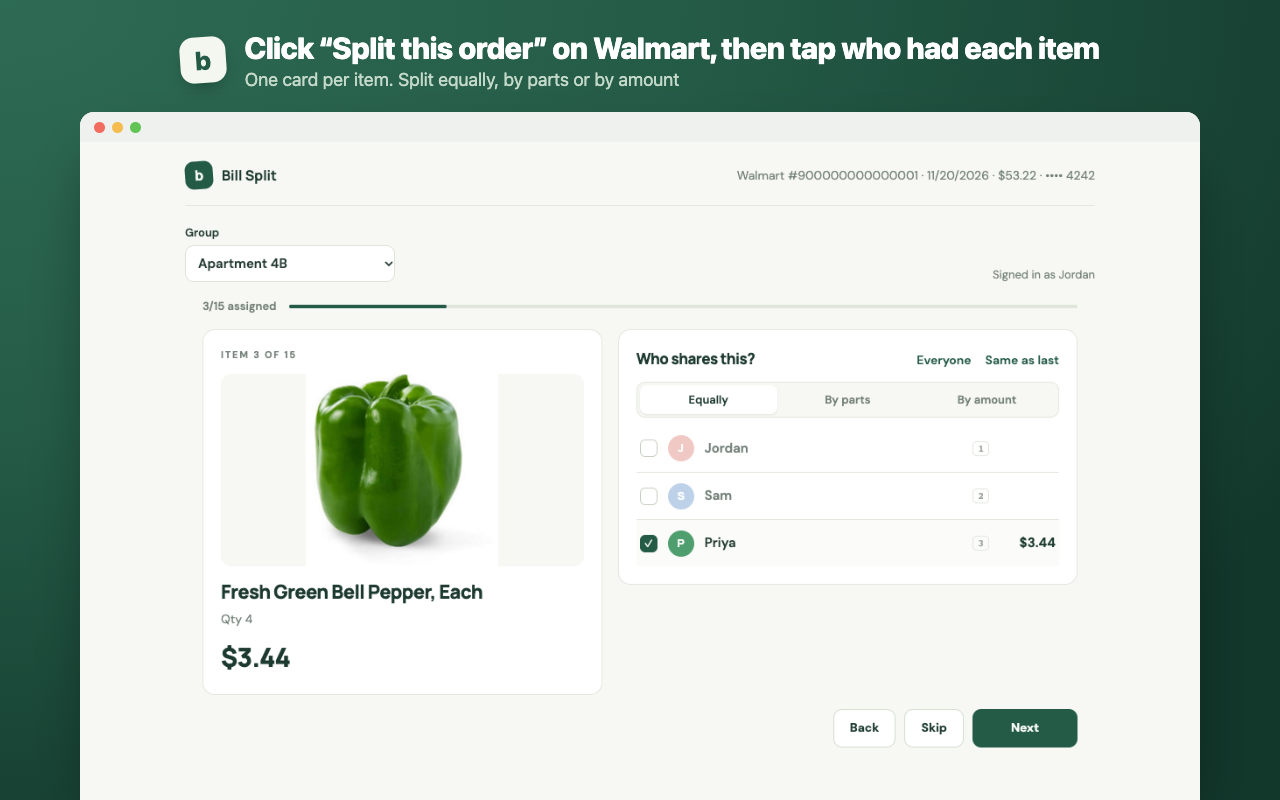 b
Click “Split this order” on Walmart, then tap who had each item
One card per item. Split equally, by parts or by amount
b Bill Split
Walmart #900000000000001 · 11/20/2026 · $53.22 · •••• 4242
Group
Apartment 4B
Signed in as Jordan
3/15 assigned
ITEM 3 OF 15
Fresh Green Bell Pepper, Each
Qty 4
$3.44
Who shares this?
Everyone Same as last
Equally By parts By amount
J Jordan 1
S Sam 2
P Priya 3 $3.44
Back Skip Next